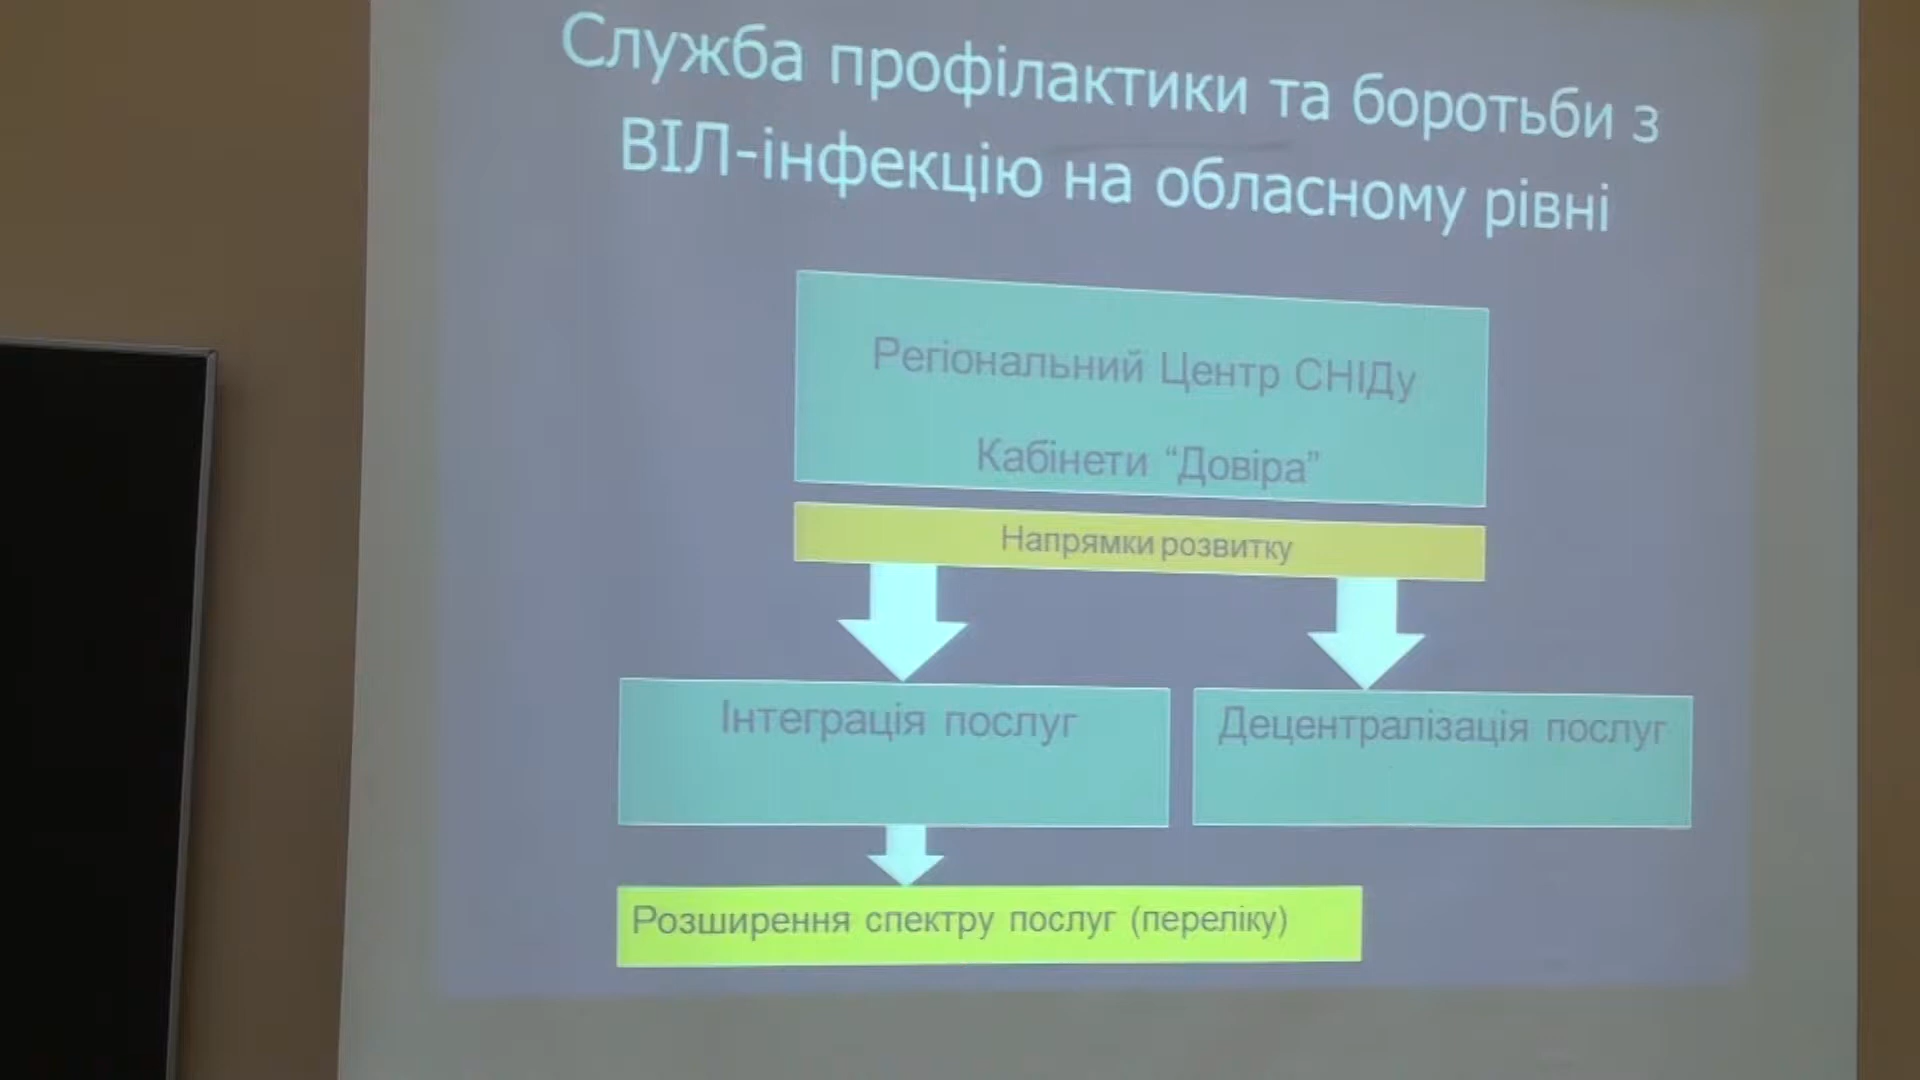 Служба профілактики та боротьби з
ВІЛ-інфекцію на обласному рівні
Регіональний Центр СНІДу
Кабінети “Довіра”
Напрямки розвитку
Інтеграція послуг
Децентралізація послуг
Розширення спектру послуг (переліку)